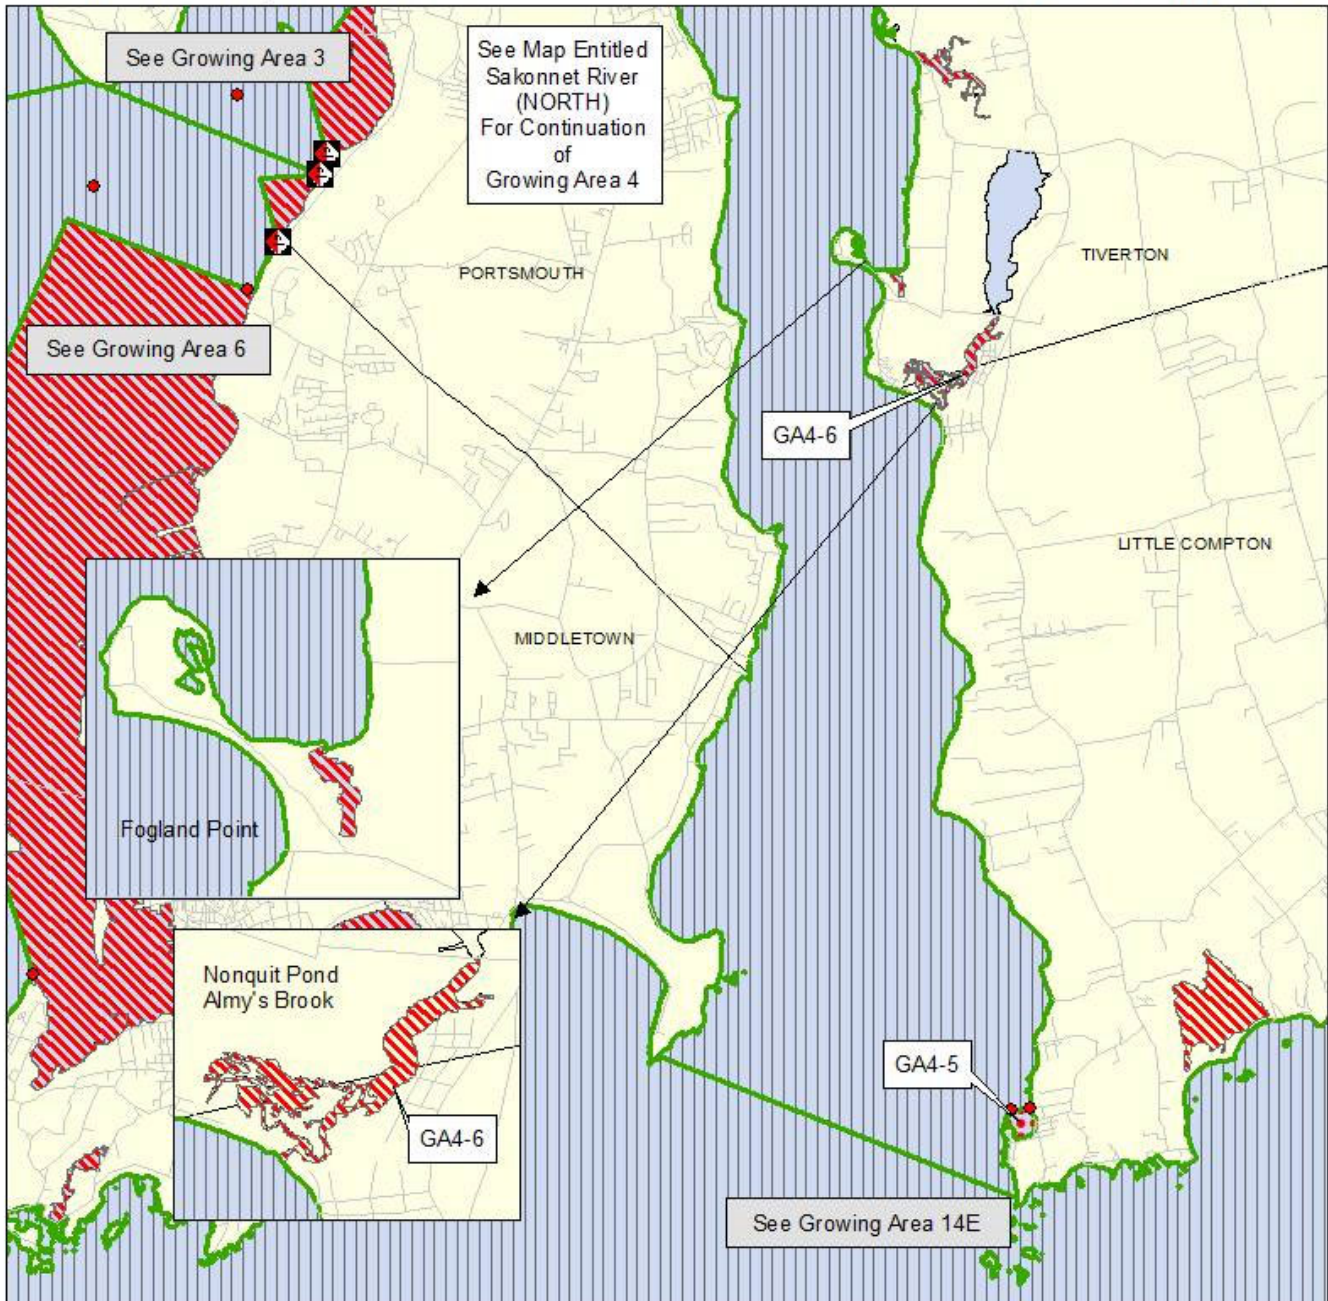 See Growing Area 3
See Map Entitled
Sakonnet River
(NORTH)
For Continuation
of
Growing Area 4
TIVERTON
PORTSMOUTH
See Growing Area 6
GA4-6
LITTLE COMPTON
MIDDLETOWN
Fogland Point
Nonquit Pond
Almy's Brook
GA4-6
GA4-5
See Growing Area 14E